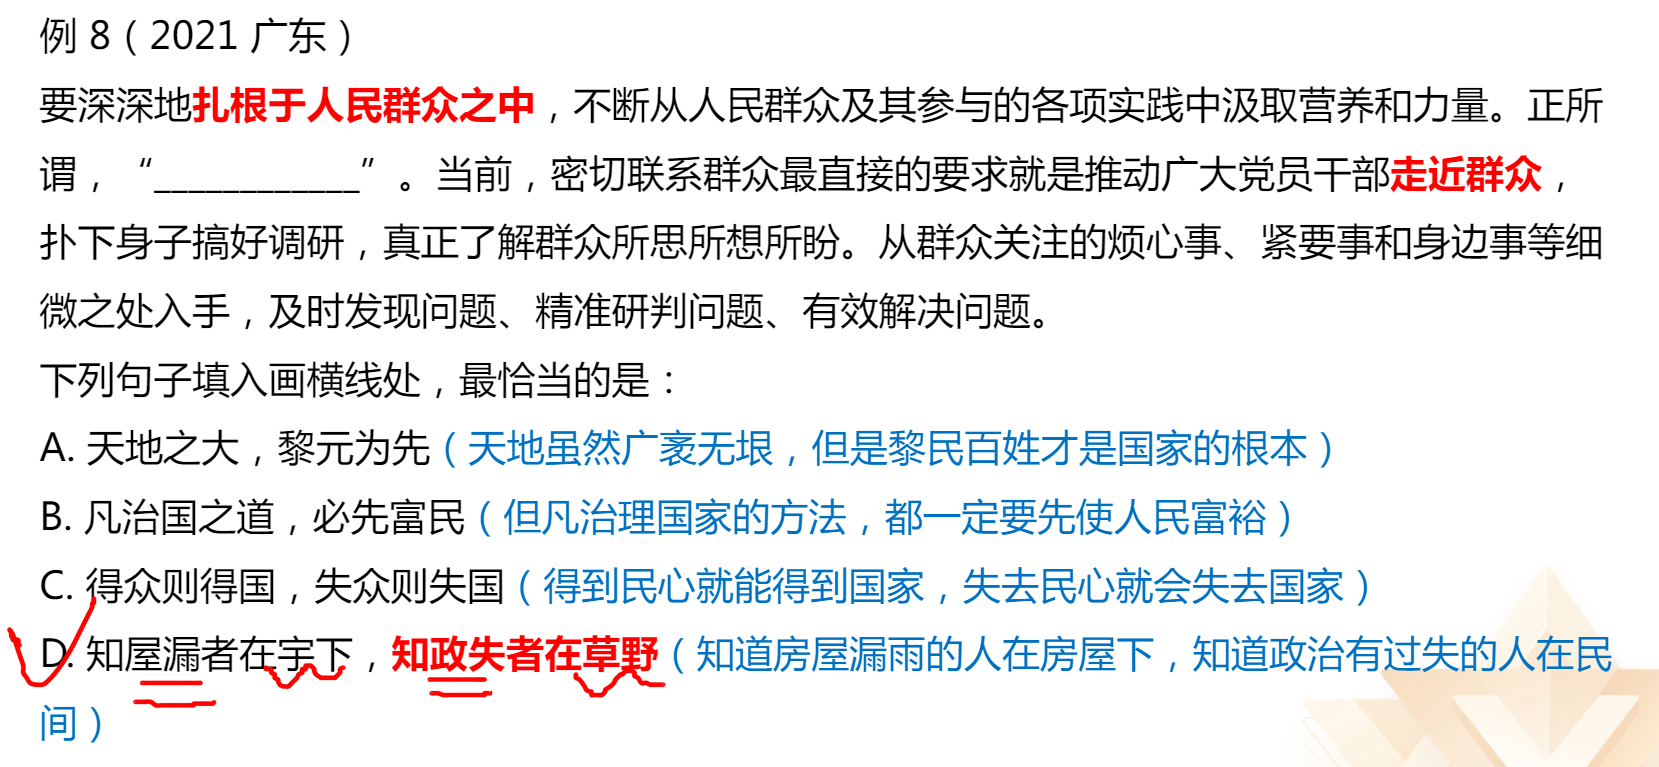 例 8（2021 广东）
要深深地扎根于人民群众之中，不断从人民群众及其参与的各项实践中汲取营养和力量。正所
谓，“____________”。当前，密切联系群众最直接的要求就是推动广大党员干部走近群众，
扑下身子搞好调研，真正了解群众所思所想所盼。从群众关注的烦心事、紧要事和身边事等细
微之处入手，及时发现问题、精准研判问题、有效解决问题。
下列句子填入画横线处，最恰当的是：
A. 天地之大，黎元为先（天地虽然广袤无垠，但是黎民百姓才是国家的根本）
B. 凡治国之道，必先富民（但凡治理国家的方法，都一定要先使人民富裕）
C. 得众则得国，失众则失国（得到民心就能得到国家，失去民心就会失去国家）
D. 知屋漏者在宇下，知政失者在草野（知道房屋漏雨的人在房屋下，知道政治有过失的人在民
间）